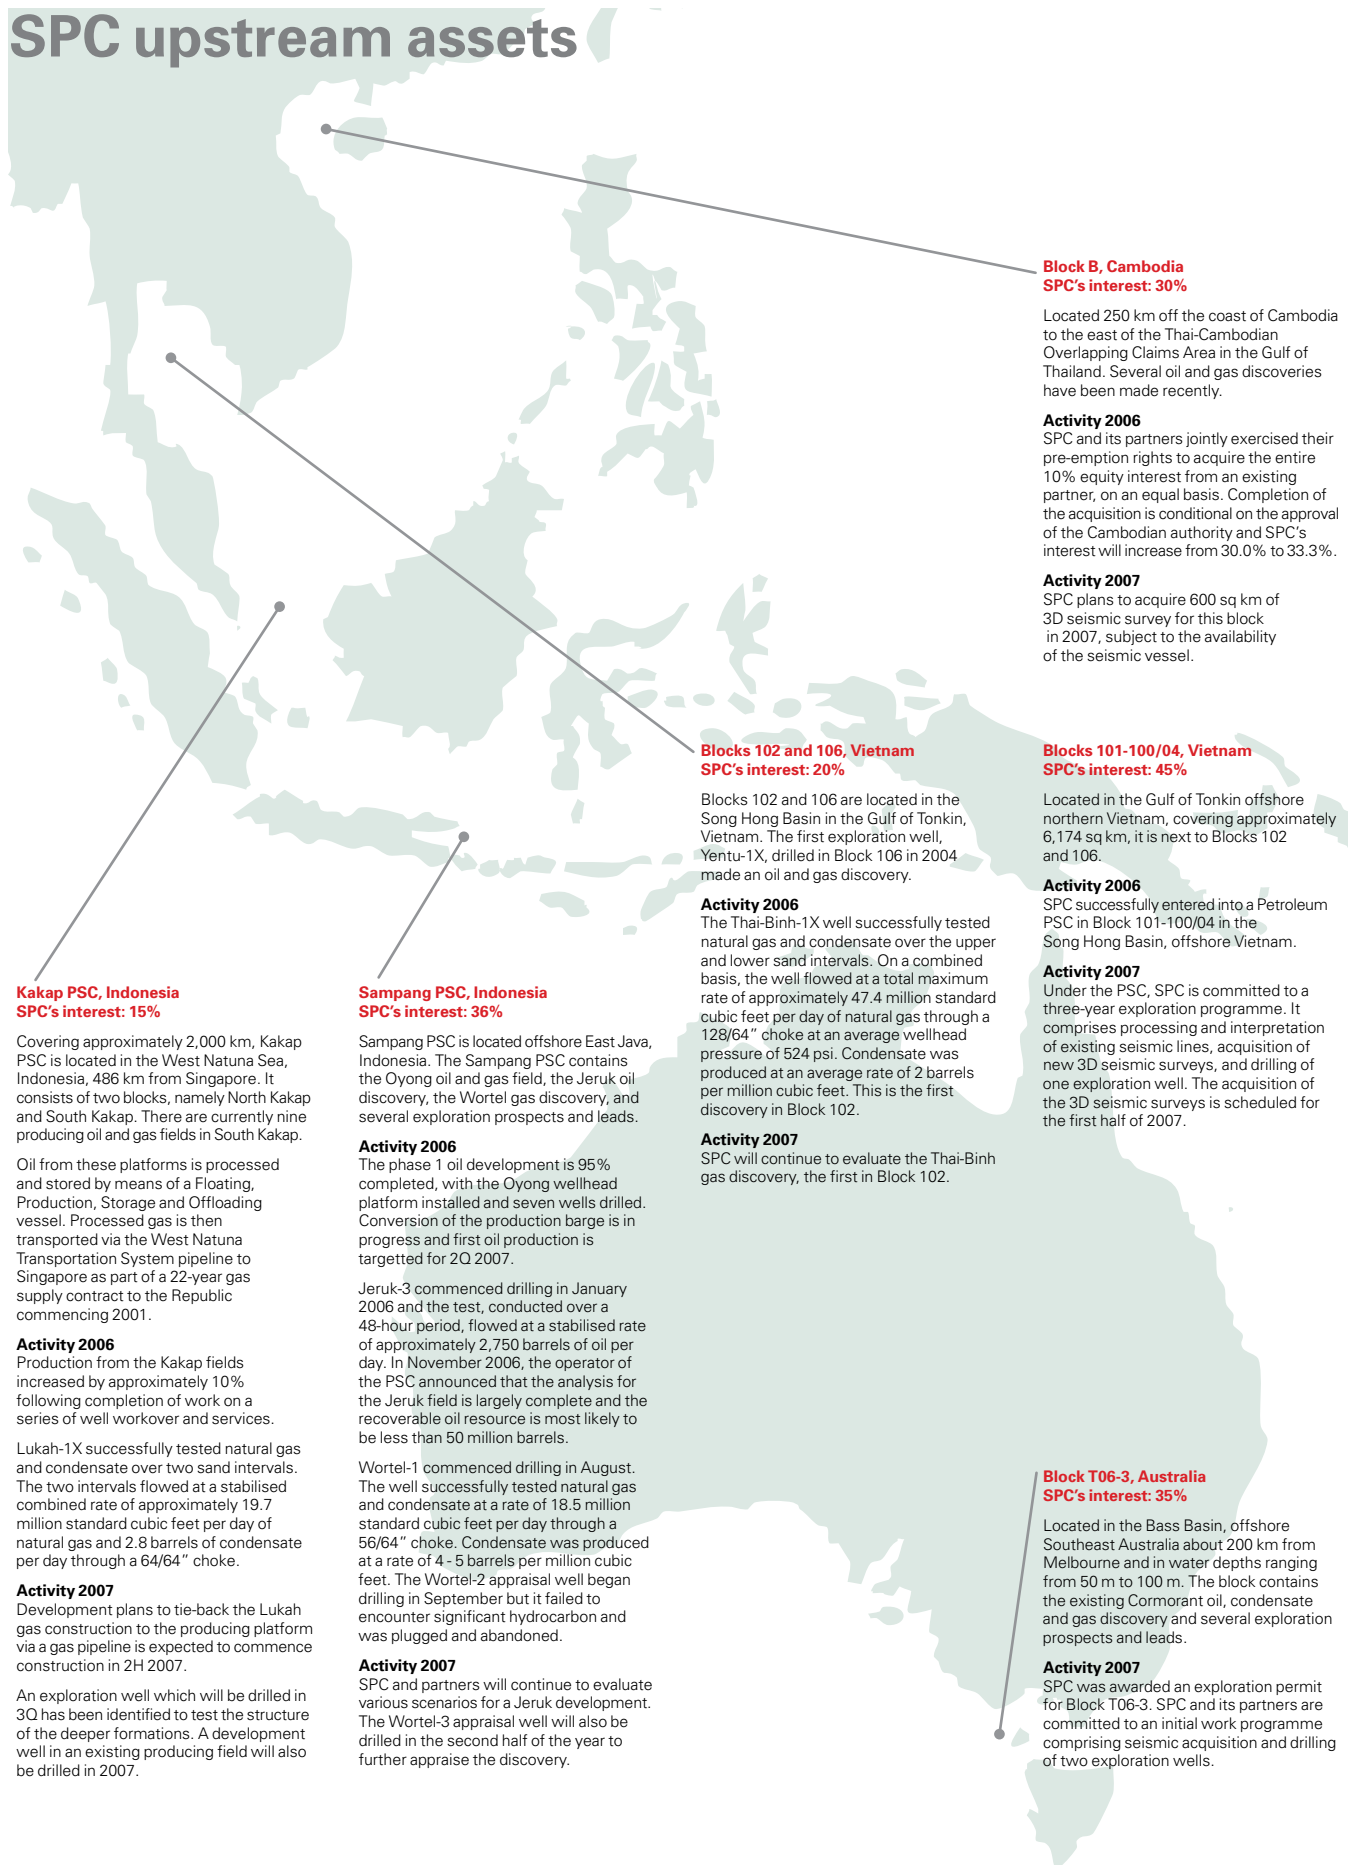 SPC upstream assets
Block B, Cambodia
SPC’s interest: 30%
Located 250 km off the coast of Cambodia
to the east of the Thai-Cambodian
Overlapping Claims Area in the Gulf of
Thailand. Several oil and gas discoveries
have been made recently.
Activity 2006
SPC and its partners jointly exercised their
pre-emption rights to acquire the entire
10% equity interest from an existing
partner, on an equal basis. Completion of
the acquisition is conditional on the approval
of the Cambodian authority and SPC’s
interest will increase from 30.0% to 33.3%.
Activity 2007
SPC plans to acquire 600 sq km of
3D seismic survey for this block
in 2007, subject to the availability
of the seismic vessel.
Kakap PSC, Indonesia
SPC’s interest: 15%
Covering approximately 2,000 km, Kakap
PSC is located in the West Natuna Sea,
Indonesia, 486 km from Singapore. It
consists of two blocks, namely North Kakap
and South Kakap. There are currently nine
producing oil and gas fields in South Kakap.
Oil from these platforms is processed
and stored by means of a Floating,
Production, Storage and Offloading
vessel. Processed gas is then
transported via the West Natuna
Transportation System pipeline to
Singapore as part of a 22-year gas
supply contract to the Republic
commencing 2001.
Activity 2006
Production from the Kakap fields
increased by approximately 10%
following completion of work on a
series of well workover and services.
Lukah-1X successfully tested natural gas
and condensate over two sand intervals.
The two intervals flowed at a stabilised
combined rate of approximately 19.7
million standard cubic feet per day of
natural gas and 2.8 barrels of condensate
per day through a 64/64” choke.
Activity 2007
Development plans to tie-back the Lukah
gas construction to the producing platform
via a gas pipeline is expected to commence
construction in 2H 2007.
An exploration well which will be drilled in
3Q has been identified to test the structure
of the deeper formations. A development
well in an existing producing field will also
be drilled in 2007.
Sampang PSC, Indonesia
SPC’s interest: 36%
Sampang PSC is located offshore East Java,
Indonesia. The Sampang PSC contains
the Oyong oil and gas field, the Jeruk oil
discovery, the Wortel gas discovery, and
several exploration prospects and leads.
Activity 2006
The phase 1 oil development is 95%
completed, with the Oyong wellhead
platform installed and seven wells drilled.
Conversion of the production barge is in
progress and first oil production is
targetted for 2Q 2007.
Jeruk-3 commenced drilling in January
2006 and the test, conducted over a
48-hour period, flowed at a stabilised rate
of approximately 2,750 barrels of oil per
day. In November 2006, the operator of
the PSC announced that the analysis for
the Jeruk field is largely complete and the
recoverable oil resource is most likely to
be less than 50 million barrels.
Wortel-1 commenced drilling in August.
The well successfully tested natural gas
and condensate at a rate of 18.5 million
standard cubic feet per day through a
56/64” choke. Condensate was produced
at a rate of 4 - 5 barrels per million cubic
feet. The Wortel-2 appraisal well began
drilling in September but it failed to
encounter significant hydrocarbon and
was plugged and abandoned.
Activity 2007
SPC and partners will continue to evaluate
various scenarios for a Jeruk development.
The Wortel-3 appraisal well will also be
drilled in the second half of the year to
further appraise the discovery.
Blocks 102 and 106, Vietnam
SPC’s interest: 20%
Blocks 102 and 106 are located in the
Song Hong Basin in the Gulf of Tonkin,
Vietnam. The first exploration well,
Yentu-1X, drilled in Block 106 in 2004
made an oil and gas discovery.
Activity 2006
The Thai-Binh-1X well successfully tested
natural gas and condensate over the upper
and lower sand intervals. On a combined
basis, the well flowed at a total maximum
rate of approximately 47.4 million standard
cubic feet per day of natural gas through a
128/64” choke at an average wellhead
pressure of 524 psi. Condensate was
produced at an average rate of 2 barrels
per million cubic feet. This is the first
discovery in Block 102.
Activity 2007
SPC will continue to evaluate the Thai-Binh
gas discovery, the first in Block 102.
Blocks 101-100/04, Vietnam
SPC’s interest: 45%
Located in the Gulf of Tonkin offshore
northern Vietnam, covering approximately
6,174 sq km, it is next to Blocks 102
and 106.
Activity 2006
SPC successfully entered into a Petroleum
PSC in Block 101-100/04 in the
Song Hong Basin, offshore Vietnam.
Activity 2007
Under the PSC, SPC is committed to a
three-year exploration programme. It
comprises processing and interpretation
of existing seismic lines, acquisition of
new 3D seismic surveys, and drilling of
one exploration well. The acquisition of
the 3D seismic surveys is scheduled for
the first half of 2007.
Block T06-3, Australia
SPC’s interest: 35%
Located in the Bass Basin, offshore
Southeast Australia about 200 km from
Melbourne and in water depths ranging
from 50 m to 100 m. The block contains
the existing Cormorant oil, condensate
and gas discovery and several exploration
prospects and leads.
Activity 2007
SPC was awarded an exploration permit
for Block T06-3. SPC and its partners are
committed to an initial work programme
comprising seismic acquisition and drilling
of two exploration wells.